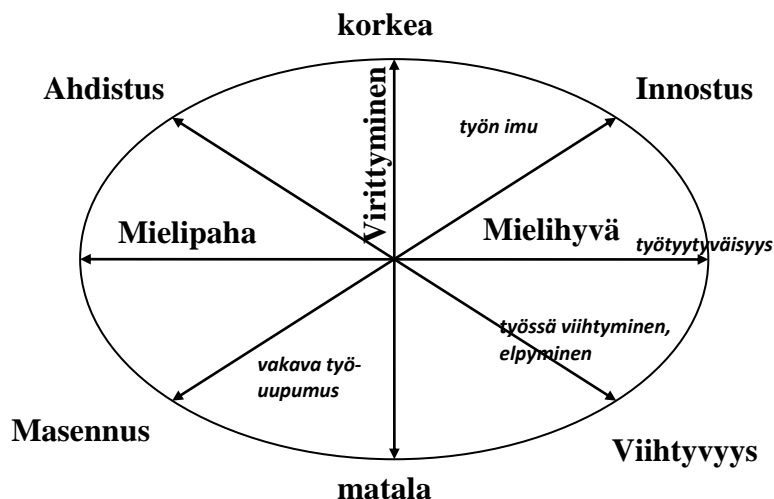 korkea
Ahdistus
Innostus
Virittyminen
työn imu
Mielipaha
Mielihyvä
työtyytyväisyys
työssä viihtyminen,
elpyminen
vakava työ-
uupumus
Masennus
Viihtyvyys
matala